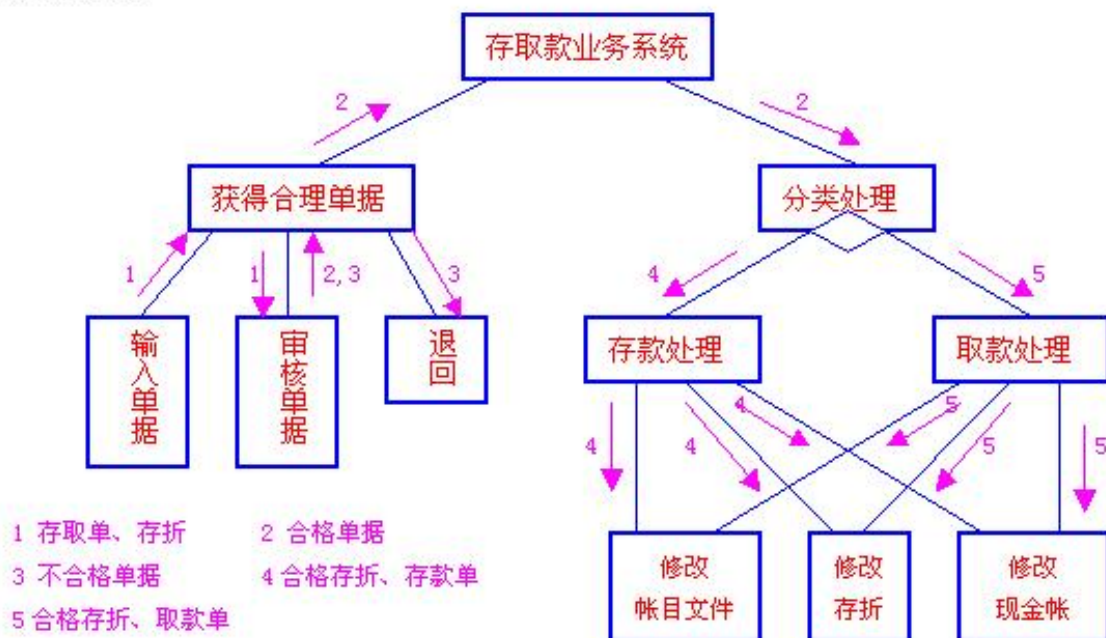 存取款业务系统
2
2
获得合理单据
分类处理
1
1
2,3
3
4
5
输入单据
审核单据
退回
存款处理
取款处理
4
4
4
5
5
5
修改
帐目文件
修改
存折
修改
现金帐
1 存取单、存折
2 合格单据
3 不合格单据
4 合格存折、存款单
5 合格存折、取款单